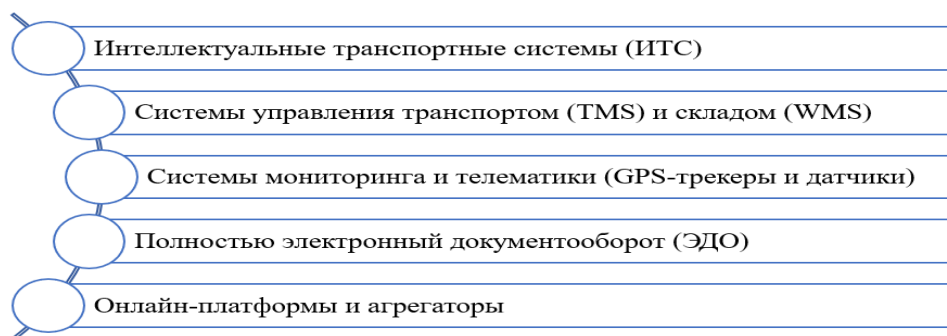 Интеллектуальные транспортные системы (ИТС)
Системы управления транспортом (TMS) и складом (WMS)
Системы мониторинга и телематики (GPS-трекеры и датчики)
Полностью электронный документооборот (ЭДО)
Онлайн-платформы и агрегаторы